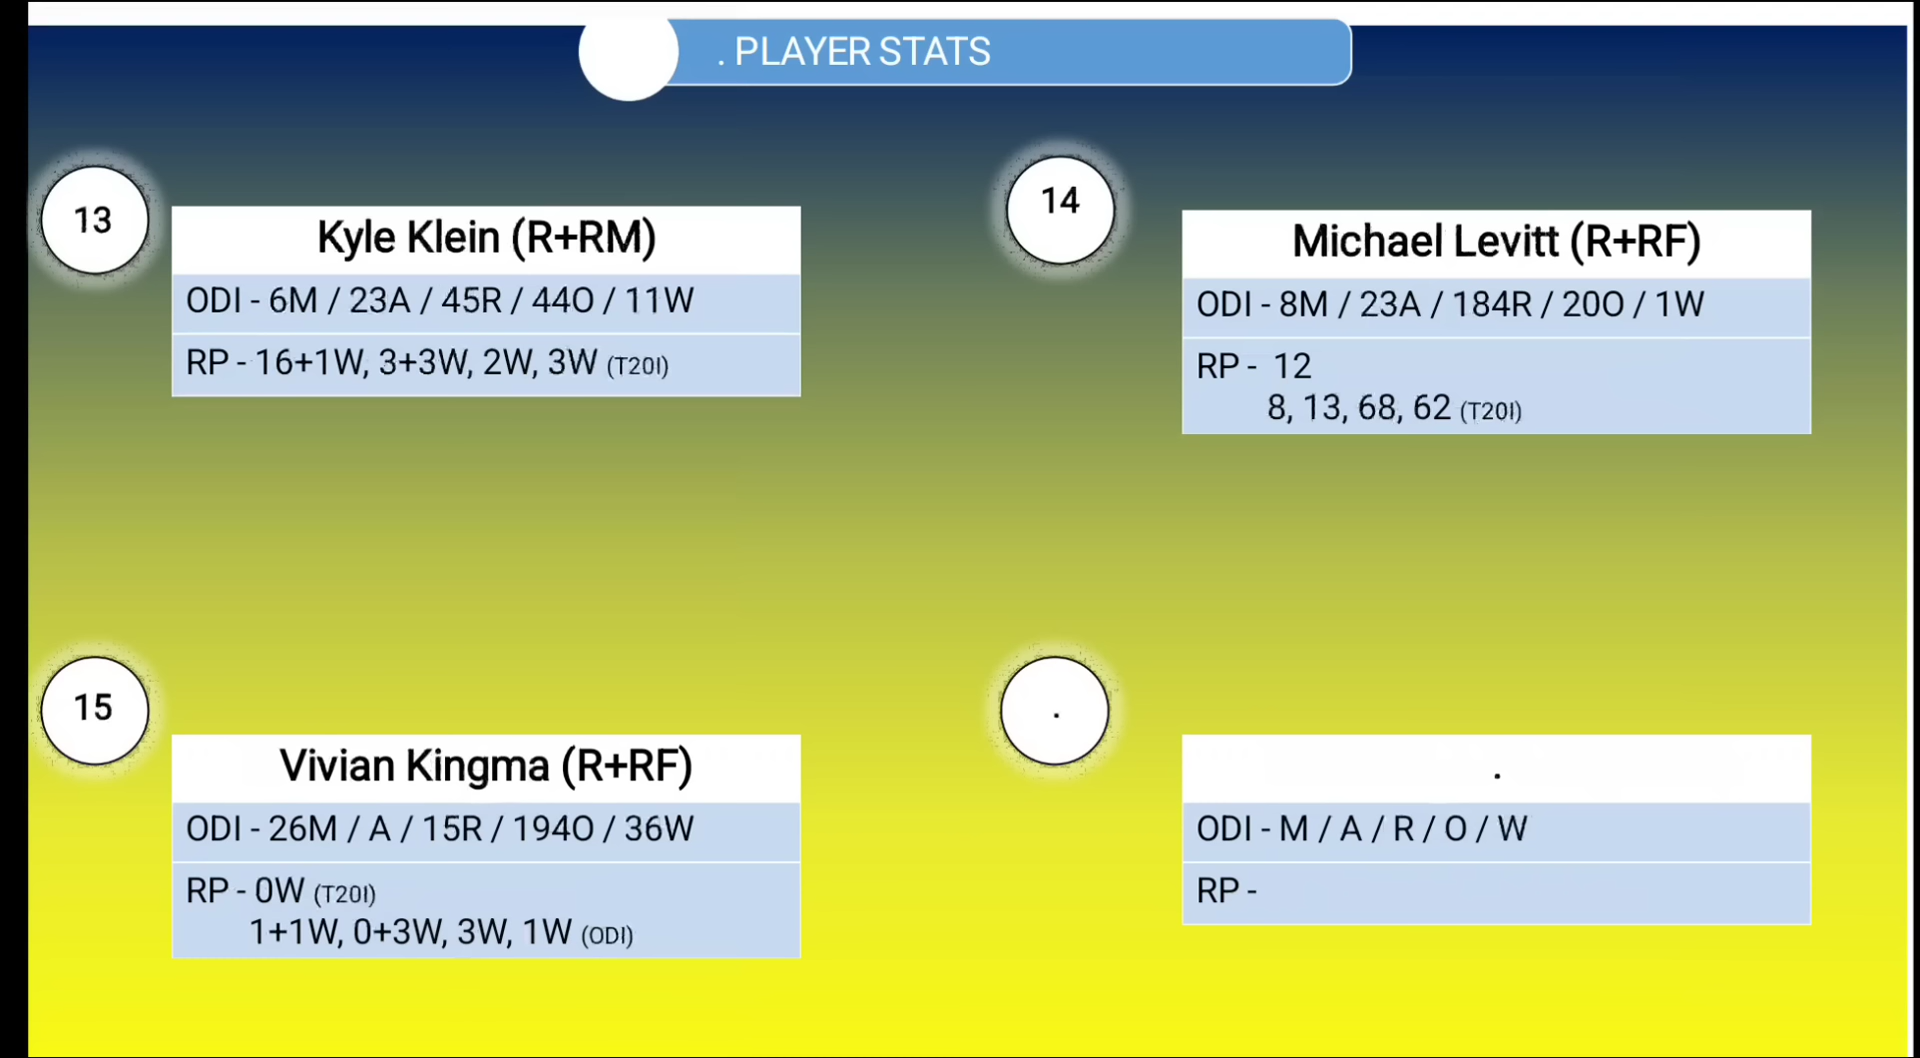 . PLAYER STATS
13
Kyle Klein (R+RM)
ODI - 6M / 23A / 45R / 44O / 11W
RP - 16+1W, 3+3W, 2W, 3W (T20I)
14
Michael Levitt (R+RF)
ODI - 8M / 23A / 184R / 20O / 1W
RP - 12
8, 13, 68, 62 (T20I)
15
Vivian Kingma (R+RF)
ODI - 26M / A / 15R / 194O / 36W
RP - 0W (T20I)
1+1W, 0+3W, 3W, 1W (ODI)
.
.
ODI - M / A / R / O / W
RP -